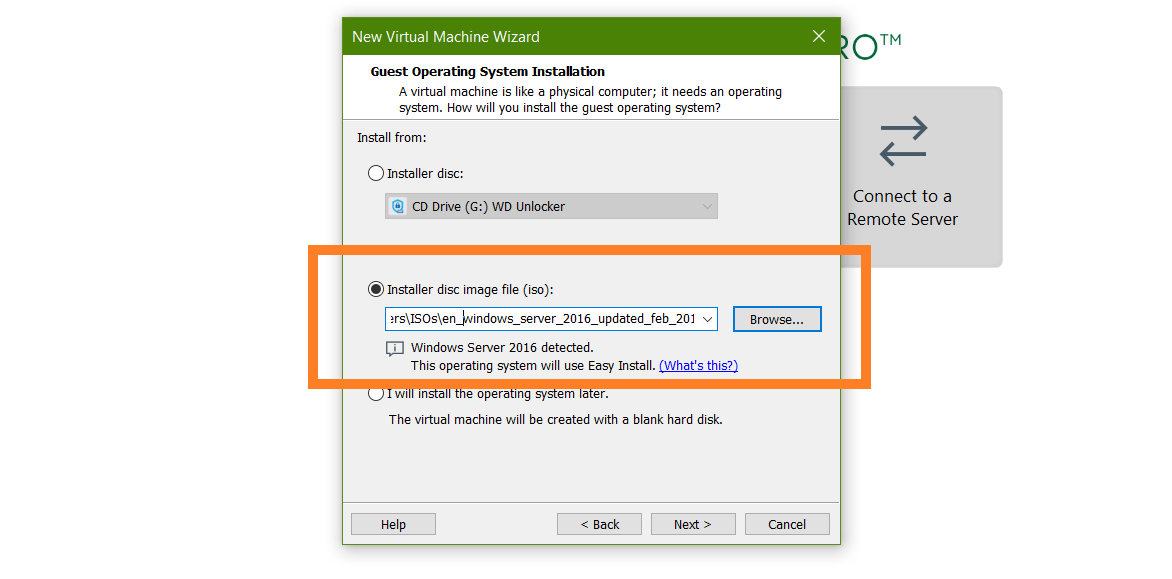 New Virtual Machine Wizard
RO™
Guest Operating System Installation
A virtual machine is like a physical computer; it needs an operating
system. How will you install the guest operating system?
Install from:
Installer disc:
CD Drive (G:) WD Unlocker
Connect to a
Remote Server
Installer disc image file (iso):
ers\ISOs\en_windows_server_2016_updated_feb_201
Browse...
Windows Server 2016 detected.
This operating system will use Easy Install. (What's this?)
I will install the operating system later.
The virtual machine will be created with a blank hard disk.
Help
< Back
Next >
Cancel